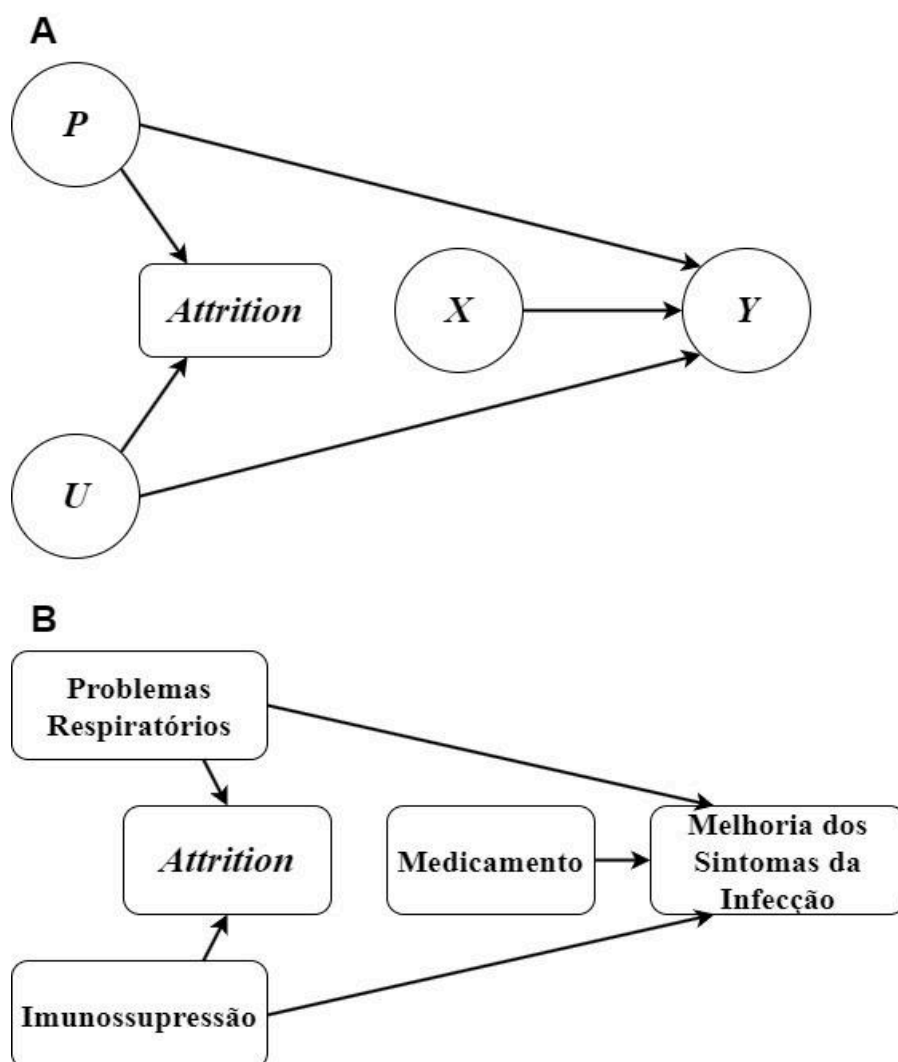 A
P
Attrition
X
Y
U
B
Problemas
Respiratórios
Attrition
Medicamento
Melhoria dos
Sintomas da
Infecção
Imunossupressão